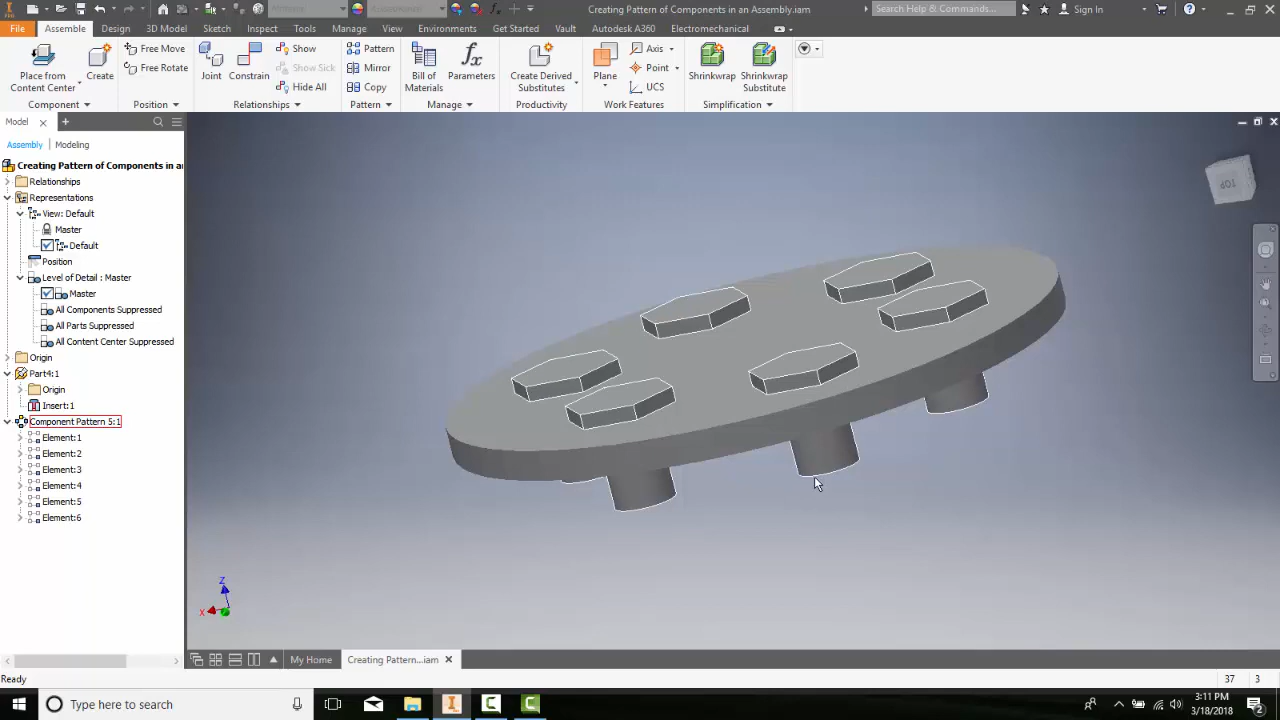 Creating Pattern of Components in an Assembly.iam
Search Help & Commands...
Sign In
File
Assemble
Design
3D Model
Sketch
Inspect
Tools
Manage
View
Environments
Get Started
Vault
Autodesk A360
Electromechanical
Place from
Content Center
Create
Free Move
Free Rotate
Joint
Constrain
Show
Show Sick
Hide All
Pattern
Mirror
Copy
Bill of
Materials
Parameters
Create Derived
Substitutes
Plane
Axis
Point
UCS
Shrinkwrap
Shrinkwrap
Substitute
Component
Position
Relationships
Pattern
Manage
Productivity
Work Features
Simplification
Model
Assembly
Modeling
Creating Pattern of Components in an
Relationships
Representations
View: Default
Master
Default
Position
Level of Detail : Master
Master
All Components Suppressed
All Parts Suppressed
All Content Center Suppressed
Origin
Part4:1
Origin
Insert:1
Component Pattern 5:1
Element:1
Element:2
Element:3
Element:4
Element:5
Element:6
TOP
Z
X
My Home
Creating Pattern...iam
Ready
37
3
Type here to search
3:11 PM
3/18/2018
2